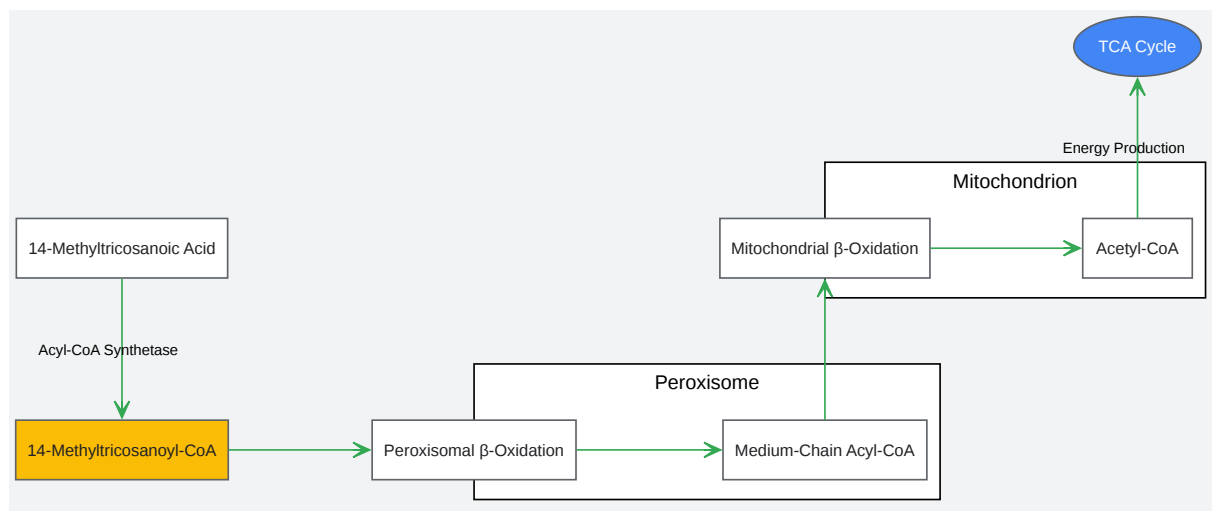 TCA Cycle
Energy Production
Mitochondrion
14-Methyltricosanoic Acid
Mitochondrial β-Oxidation
Acetyl-CoA
Acyl-CoA Synthetase
Peroxisome
14-Methyltricosanoyl-CoA
Peroxisomal β-Oxidation
Medium-Chain Acyl-CoA